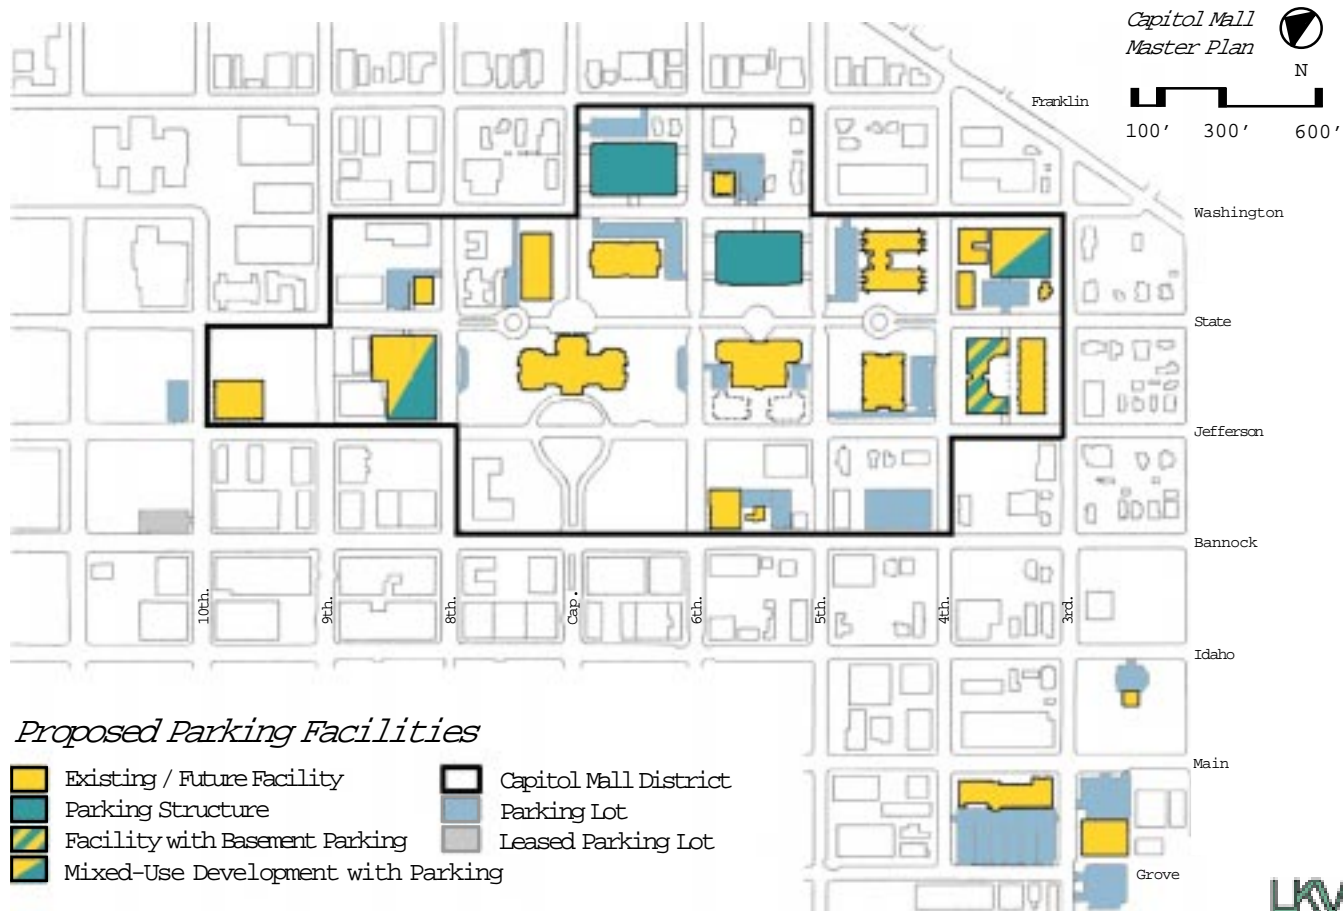 Capitol Mall
Master Plan
N
100' 300' 600'
Franklin
Washington
State
Jefferson
Bannock
10th.
9th.
8th.
Cap.
6th.
5th.
4th.
3rd.
Idaho
Main
Grove
Proposed Parking Facilities
Existing / Future Facility
Parking Structure
Facility with Basement Parking
Mixed-Use Development with Parking
Capitol Mall District
Parking Lot
Leased Parking Lot